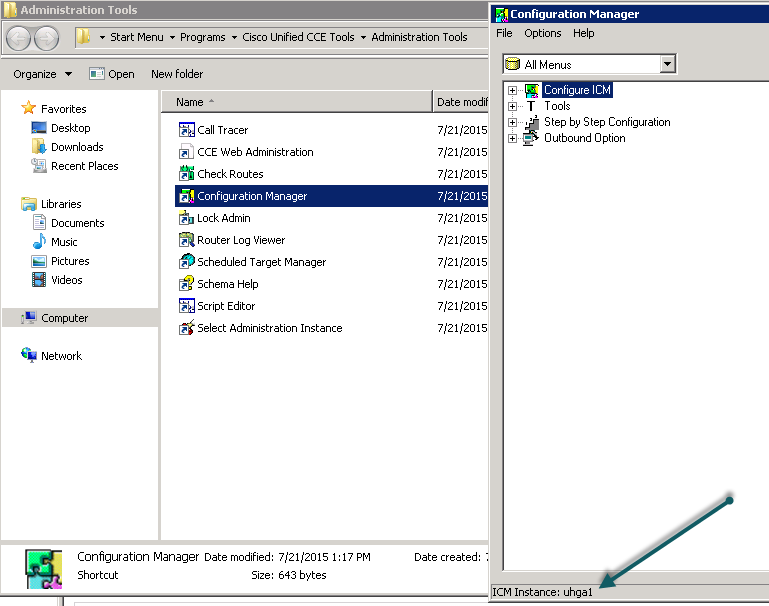 Administration Tools
Start Menu Programs Cisco Unified CCE Tools Administration Tools
Organize Open New folder
Favorites
Desktop
Downloads
Recent Places
Libraries
Documents
Music
Pictures
Videos
Computer
Network
Name Date modif
Call Tracer 7/21/2015
CCE Web Administration 7/21/2015
Check Routes 7/21/2015
Configuration Manager 7/21/2015
Lock Admin 7/21/2015
Router Log Viewer 7/21/2015
Scheduled Target Manager 7/21/2015
Schema Help 7/21/2015
Script Editor 7/21/2015
Select Administration Instance 7/21/2015
Configuration Manager Date modified: 7/21/2015 1:17 PM Date created: 7
Shortcut Size: 643 bytes
Configuration Manager
File Options Help
All Menus
Configure ICM
Tools
Step by Step Configuration
Outbound Option
ICM Instance: uhga1